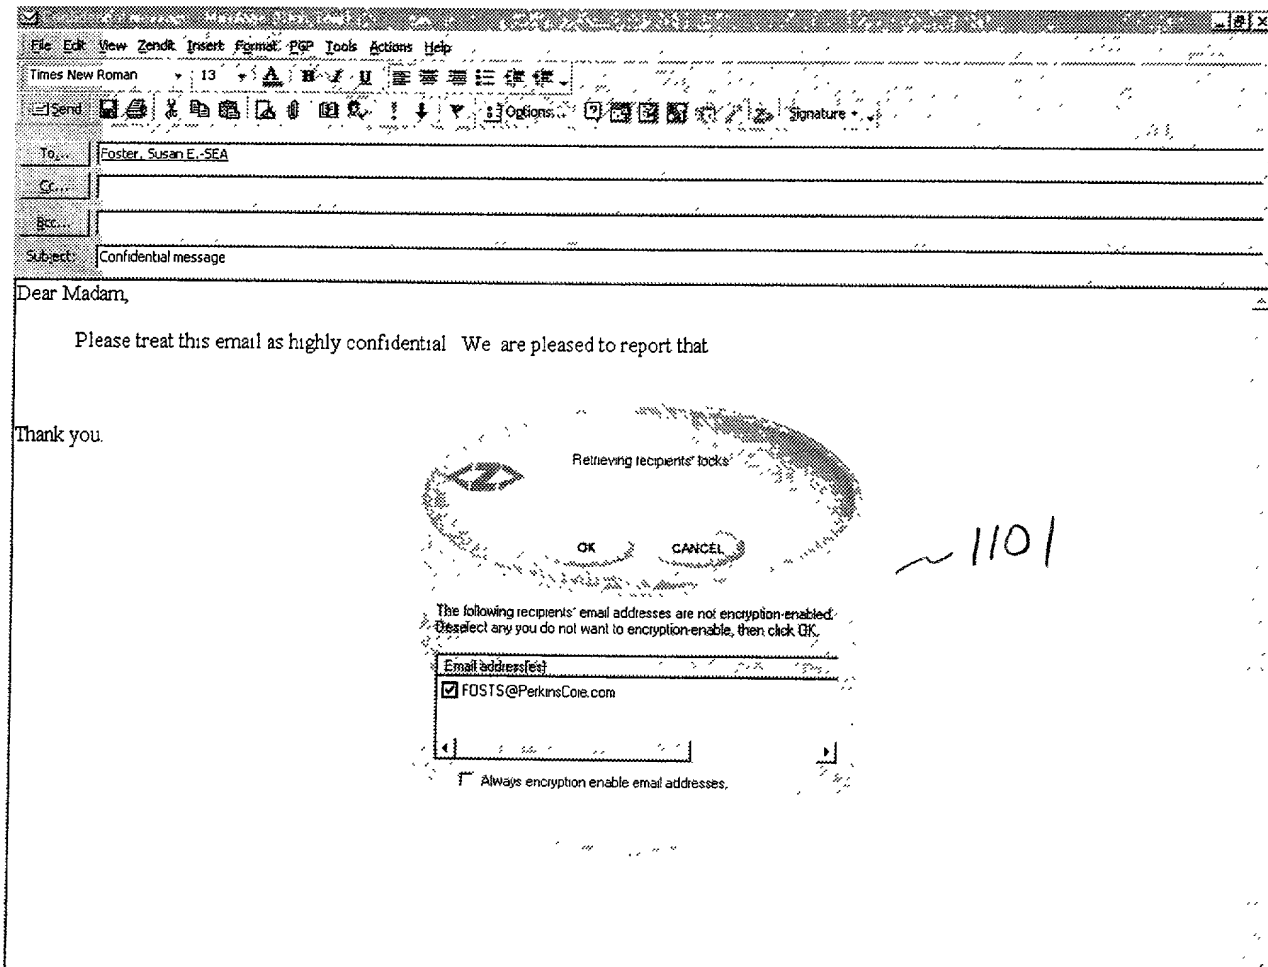 Confidential message
File Edit View Zendit Insert Format PGP Tools Actions Help
Times New Roman 13 A B I U
Send Options... Signature
To...
Foster, Susan E.-SEA
Cc...
Bcc...
Subject:
Confidential message
Dear Madam,
Please treat this email as highly confidential We are pleased to report that
Thank you.
Retrieving recipients' locks
Z
OK CANCEL
1101
The following recipients' email addresses are not encryption-enabled.
Deselect any you do not want to encryption-enable, then click OK.
Email address(es)
FOSTS@PerkinsCoie.com
Always encryption enable email addresses.